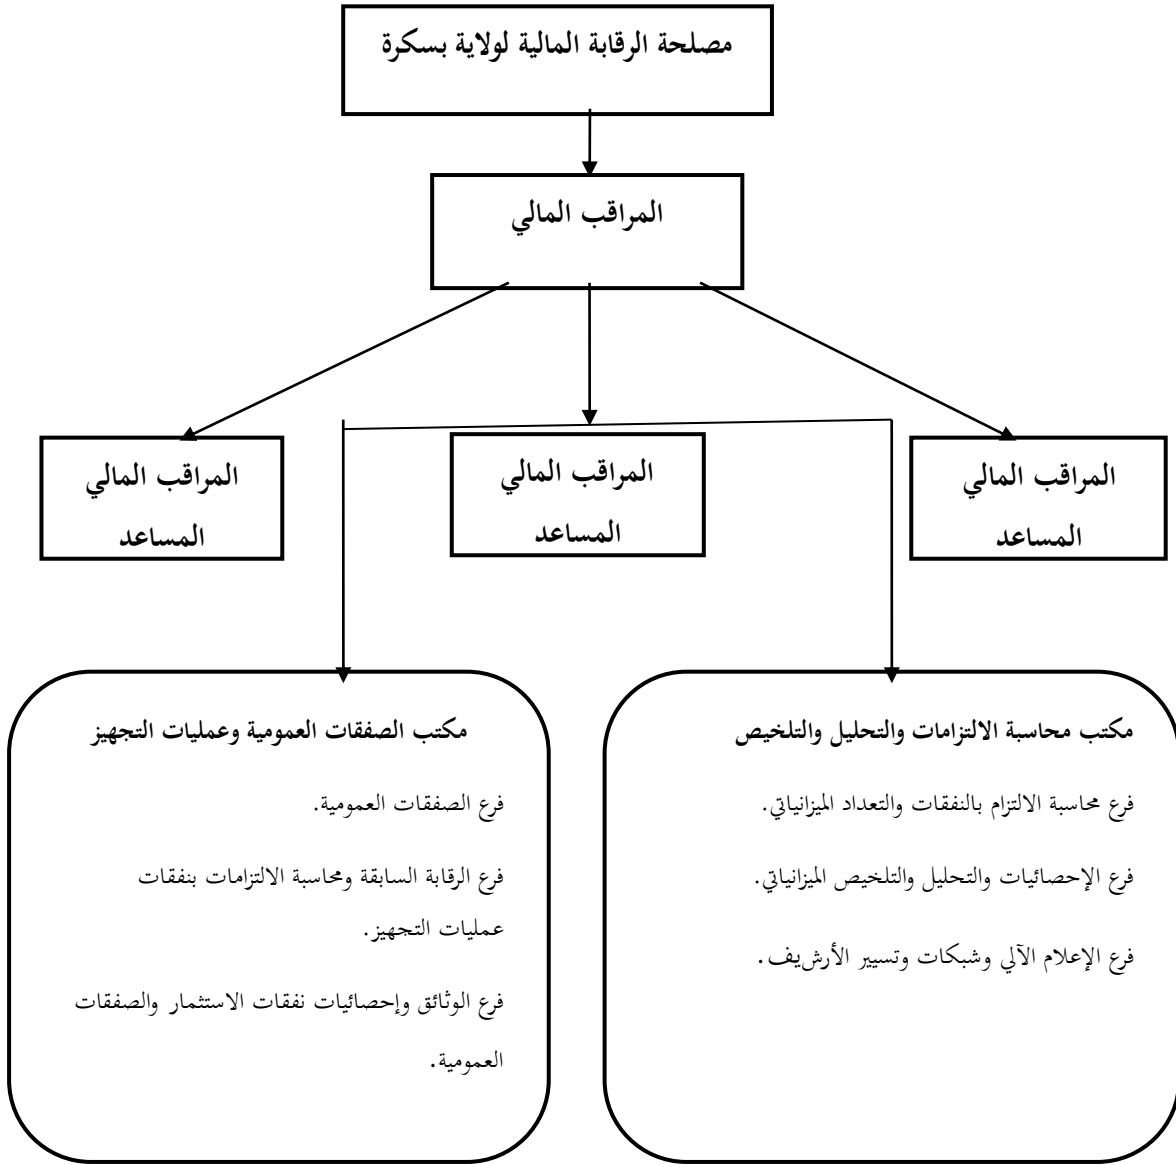 مصلحة الرقابة المالية لولاية بسكرة
المراقب المالي
المراقب المالي
المساعد
المراقب المالي
المساعد
المراقب المالي
المساعد
مكتب محاسبة الالتزامات والتحليل والتلخيص
فرع محاسبة الالتزام بالنفقات والتعداد الميزانياتي.
فرع الإحصائيات والتحليل والتلخيص الميزانياتي.
فرع الإعلام الآلي وشبكات وتسيير الأرشيف.
مكتب الصفقات العمومية وعمليات التجهيز
فرع الصفقات العمومية.
فرع الرقابة السابقة ومحاسبة الالتزامات بنفقات
عمليات التجهيز.
فرع الوثائق وإحصائيات نفقات الاستثمار والصفقات
العمومية.